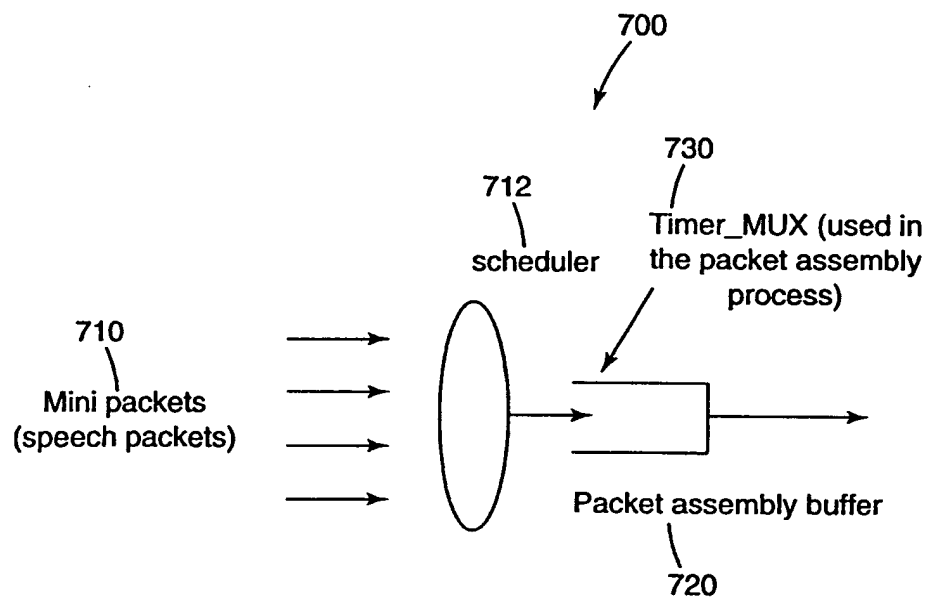 700
730
712
Timer_MUX (used in
the packet assembly
process)
scheduler
710
Mini packets
(speech packets)
Packet assembly buffer
720